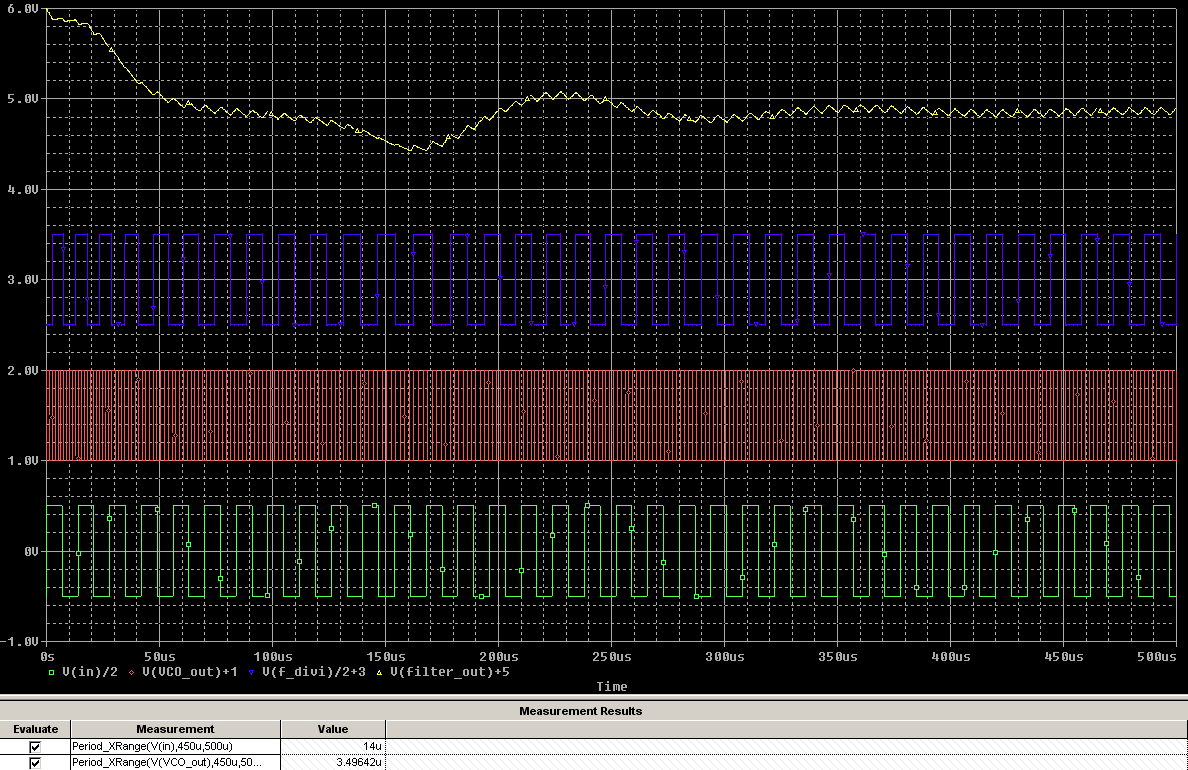 6.0V
5.0V
4.0V
3.0V
2.0V
1.0V
0V
-1.0V
0s 50us 100us 150us 200us 250us 300us 350us 400us 450us 500us
V(in)/2 V(VCO_out)+1 V(f_divi)/2+3 V(filter_out)+5
Time
Measurement Results
Evaluate Measurement Value
Period_XRange(V(in),450u,500u) 14u
Period_XRange(V(VCO_out),450u,50... 3.49642u